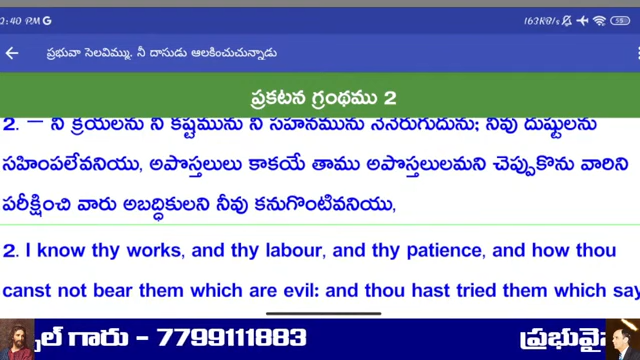 2:40 PM G 163KB/s 58
ప్రభువా సెలవిమ్ము. నీ దాసుడు ఆలకించుచున్నాడు
ప్రకటన గ్రంథము 2
2. — నీ క్రియలను నీ కష్టమును నీ సహనమును నేనెరుగుదును; నీవు దుష్టులను
సహింపలేవనియు, అపొస్తలులు కాకయే తాము అపొస్తలులమని చెప్పుకొను వారిని
పరీక్షించి వారు అబద్ధికులని నీవు కనుగొంటివనియు,
2. I know thy works, and thy labour, and thy patience, and how thou
canst not bear them which are evil: and thou hast tried them which say
గారు - 7799111883 ప్రభువై